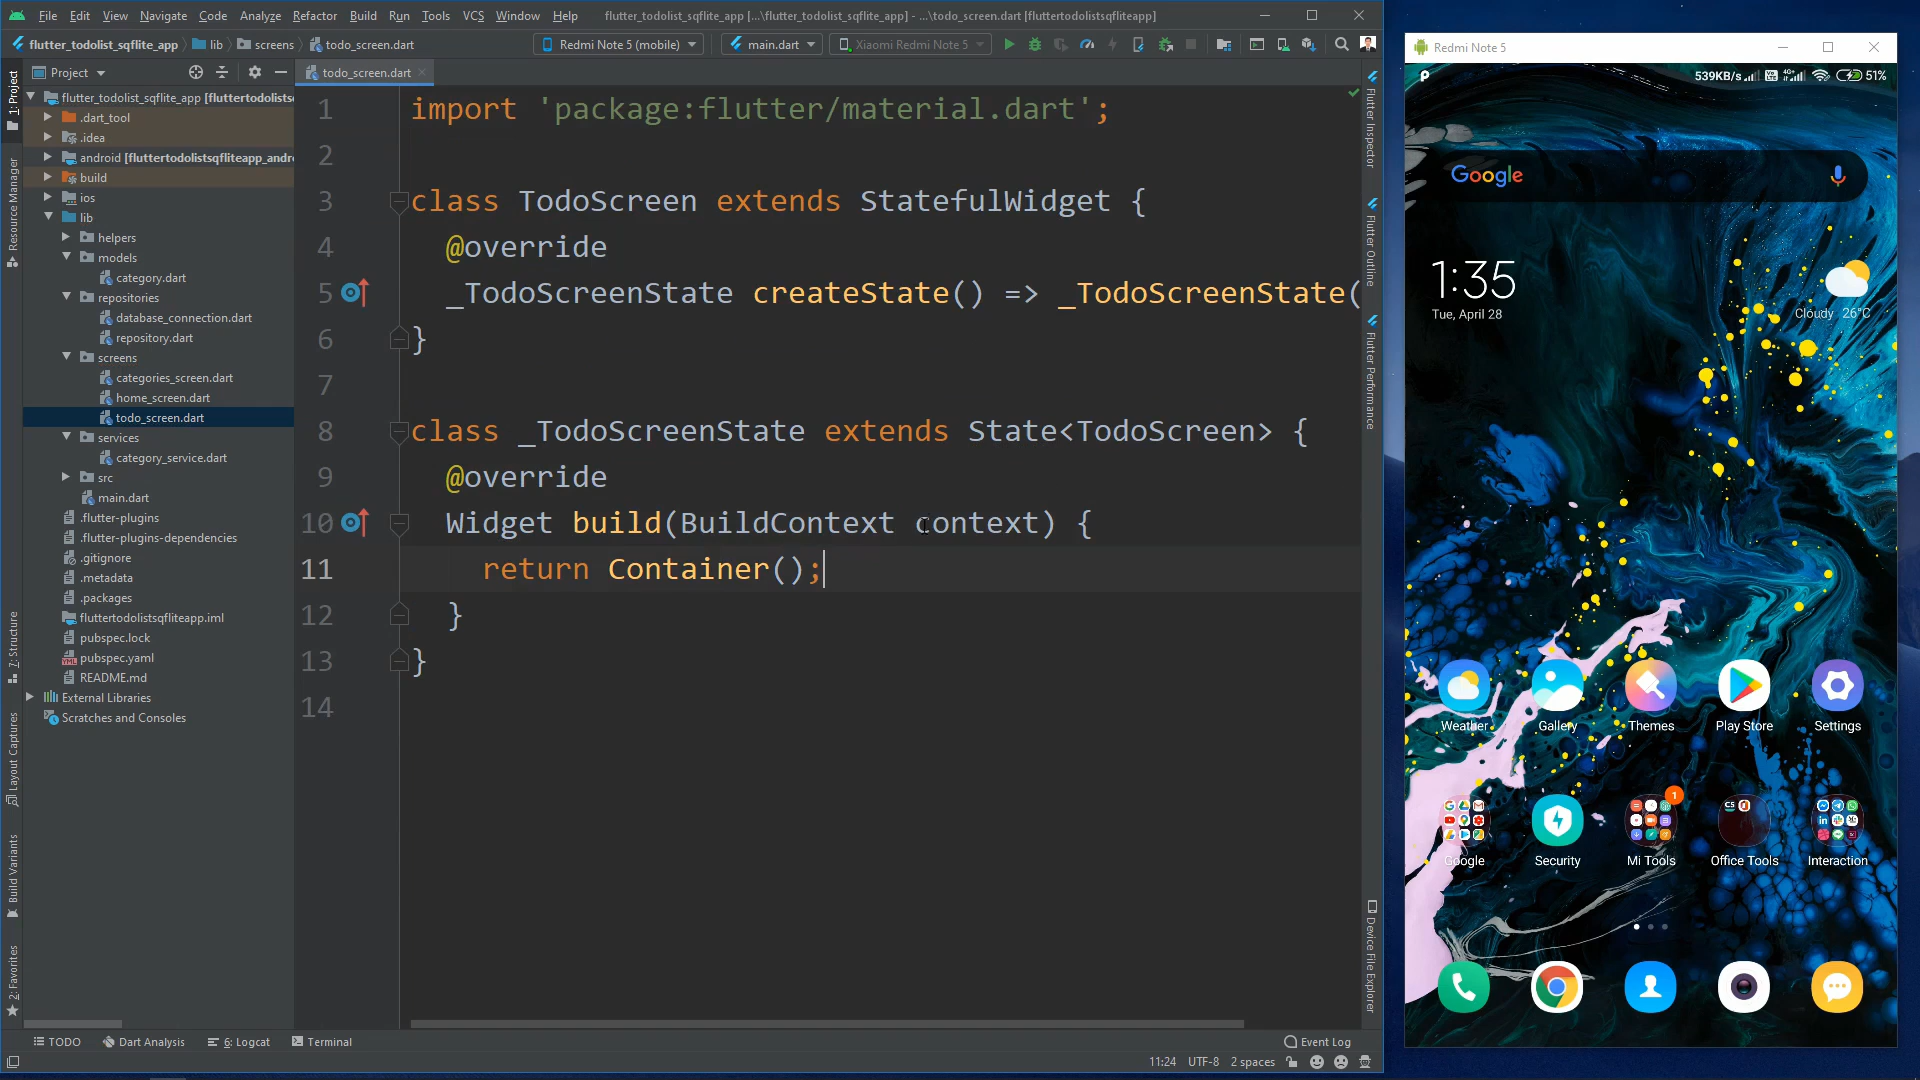 File Edit View Navigate Code Analyze Refactor Build Run Tools VCS Window Help flutter_todolist_sqflite_app [...\flutter_todolist_sqflite_app] - ...\todo_screen.dart [fluttertodolistsqfliteapp]
flutter_todolist_sqflite_app lib screens todo_screen.dart Redmi Note 5 (mobile) main.dart Xiaomi Redmi Note 5
Project
todo_screen.dart
1: Project
Resource Manager
7: Structure
Layout Captures
Build Variants
2: Favorites
flutter_todolist_sqflite_app [fluttertodolists
.dart_tool
.idea
android [fluttertodolistsqfliteapp_andr
build
ios
lib
helpers
models
category.dart
repositories
database_connection.dart
repository.dart
screens
categories_screen.dart
home_screen.dart
todo_screen.dart
services
category_service.dart
src
main.dart
.flutter-plugins
.flutter-plugins-dependencies
.gitignore
.metadata
.packages
fluttertodolistsqfliteapp.iml
pubspec.lock
pubspec.yaml
README.md
External Libraries
Scratches and Consoles
1 import 'package:flutter/material.dart';
2
3 class TodoScreen extends StatefulWidget {
4 @override
5 _TodoScreenState createState() => _TodoScreenState(
6 }
7
8 class _TodoScreenState extends State<TodoScreen> {
9 @override
10 Widget build(BuildContext context) {
11 return Container();
12 }
13 }
14
Flutter Inspector
Flutter Outline
Flutter Performance
Device File Explorer
TODO Dart Analysis 6: Logcat Terminal Event Log
11:24 UTF-8 2 spaces
Redmi Note 5
539KB/s 4G+ 51%
Google
1:35
Tue, April 28
Cloudy 26°C
Weather Gallery Themes Play Store Settings
1
Google Security Mi Tools Office Tools Interaction